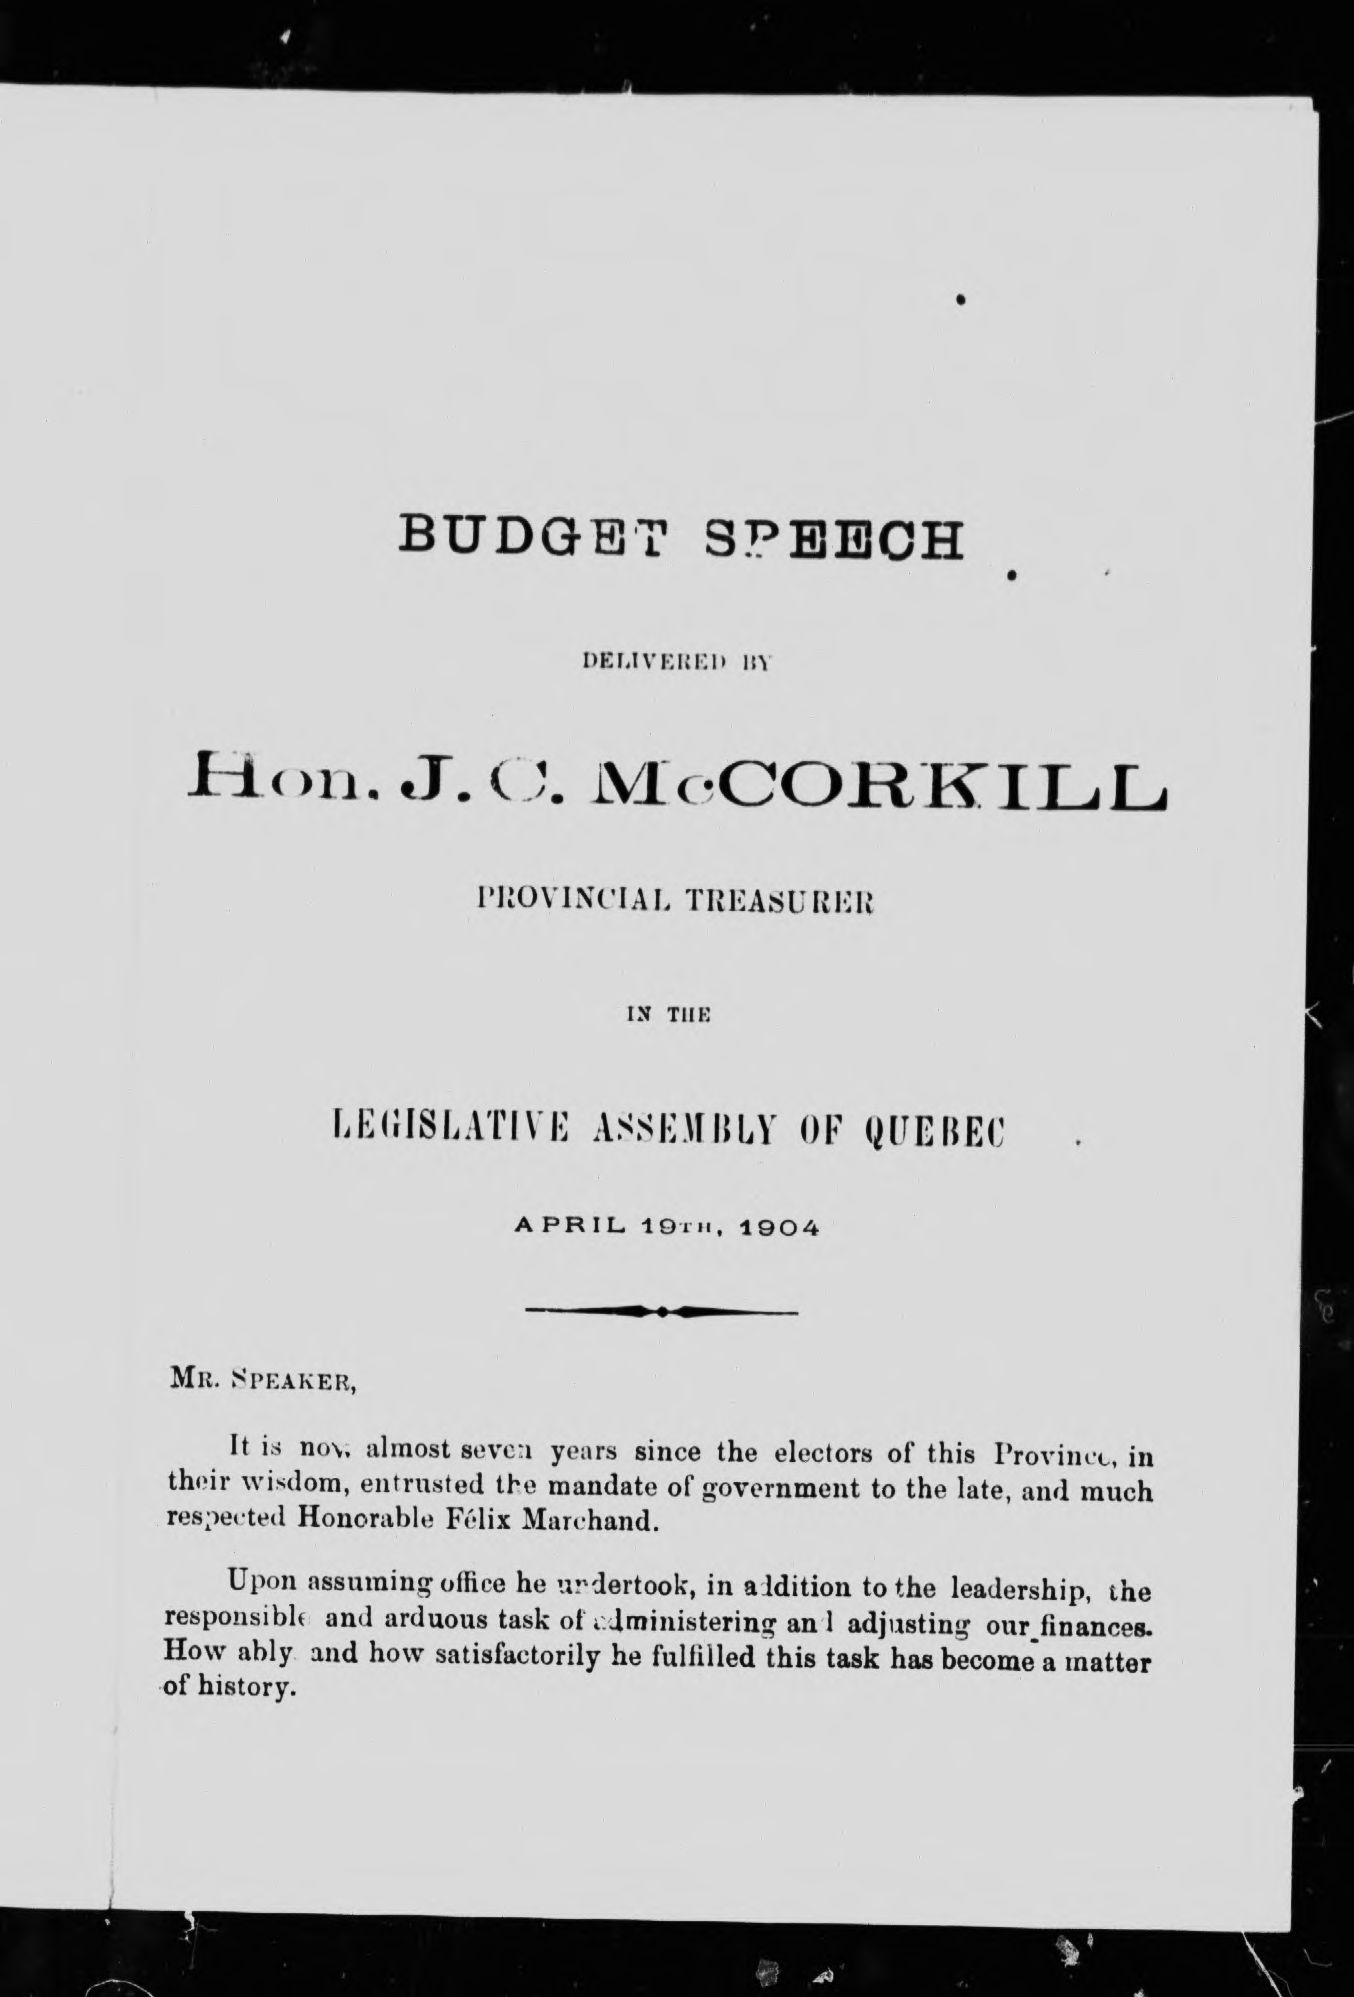 BUDGET SPEECH
DELIVERED BY
Hon. J. C. McCORKILL
PROVINCIAL TREASURER
IN THE
LEGISLATIVE ASSEMBLY OF QUEBEC
APRIL 19TH, 1904
MR. SPEAKER,
It is now almost seven years since the electors of this Province, in
their wisdom, entrusted the mandate of government to the late, and much
respected Honorable Félix Marchand.
Upon assuming office he undertook, in addition to the leadership, the
responsible and arduous task of administering and adjusting our finances.
How ably and how satisfactorily he fulfilled this task has become a matter
of history.